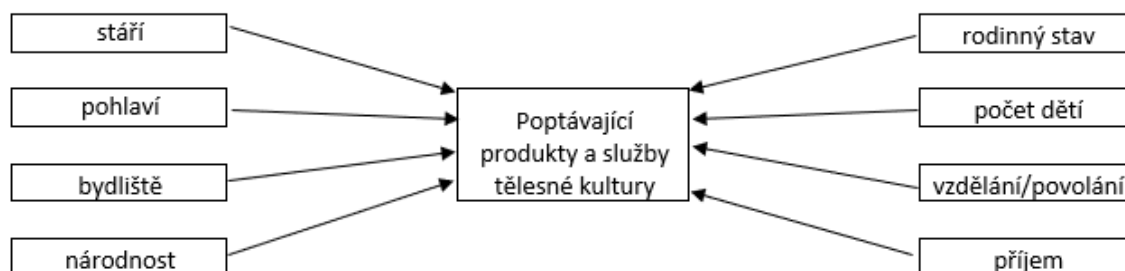 stáří
pohlaví
bydliště
národnost
Poptávající
produkty a služby
tělesné kultury
rodinný stav
počet dětí
vzdělání/povolání
příjem